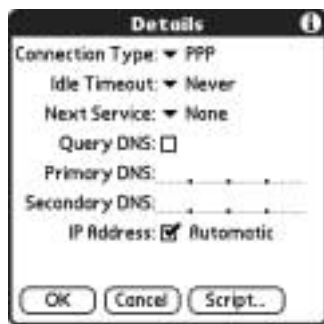 Details
Connection Type: PPP
Idle Timeout: Never
Next Service: None
Query DNS:
Primary DNS: . . .
Secondary DNS: . . .
IP Address: Automatic
OK Cancel Script...